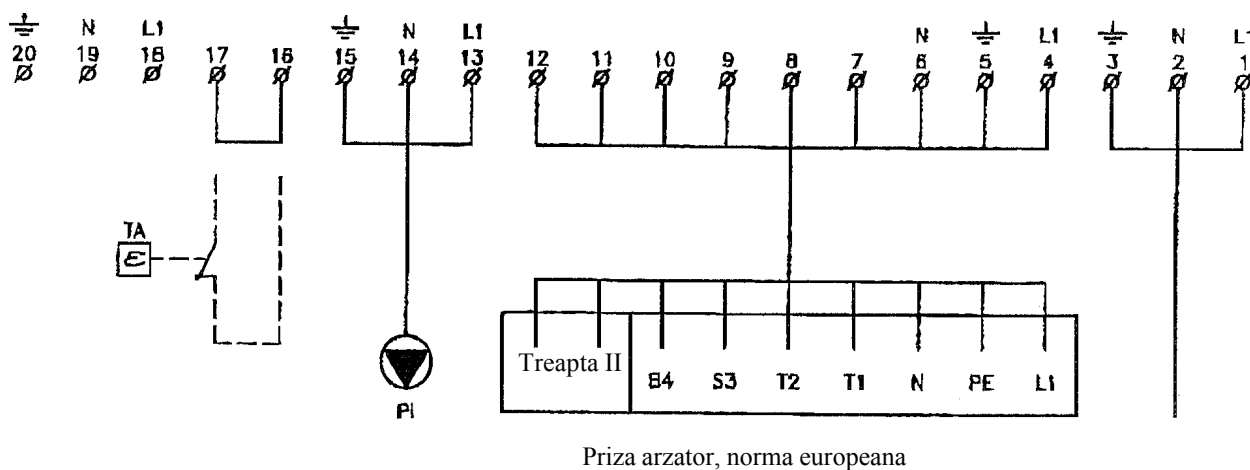 N L1 N L1 N L1 N L1
20 19 18 17 16 15 14 13 12 11 10 9 8 7 6 5 4 3 2 1
TA
ε
Treapta II
B4 S3 T2 T1 N PE L1
PI
Priza arzator, norma europeana